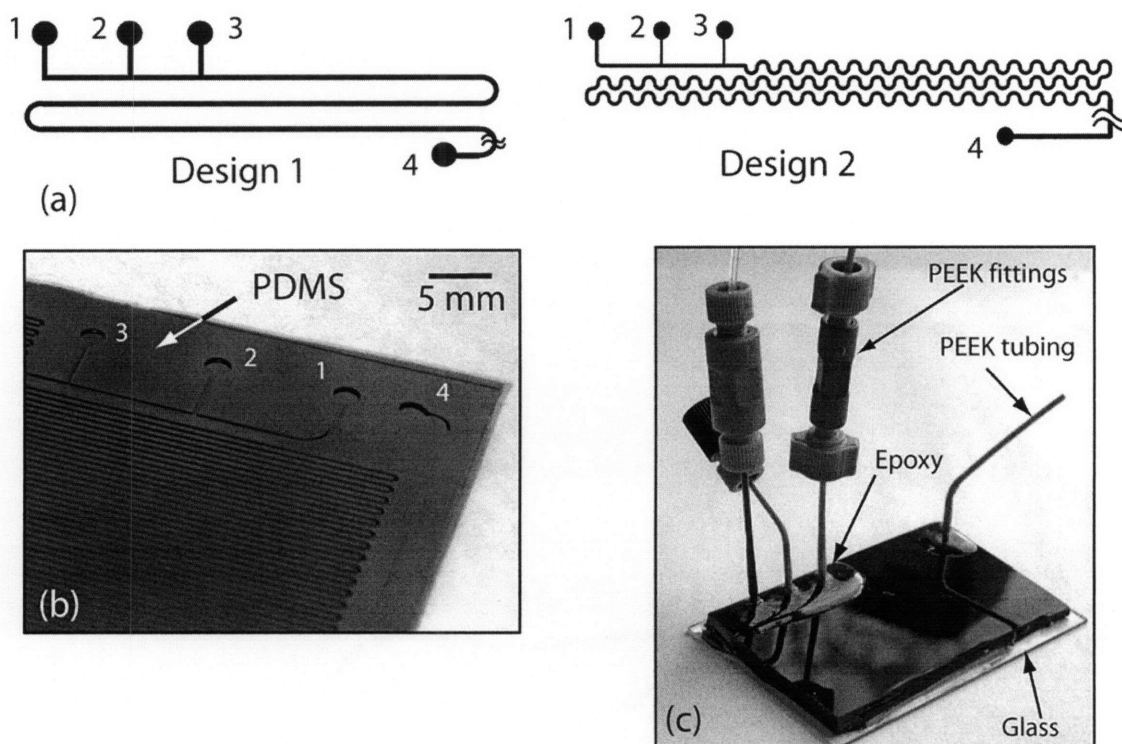 1
2
3
4
Design 1
(a)
1
2
3
4
Design 2
PDMS
5 mm
3
2
1
4
(b)
PEEK fittings
PEEK tubing
Epoxy
Glass
(c)